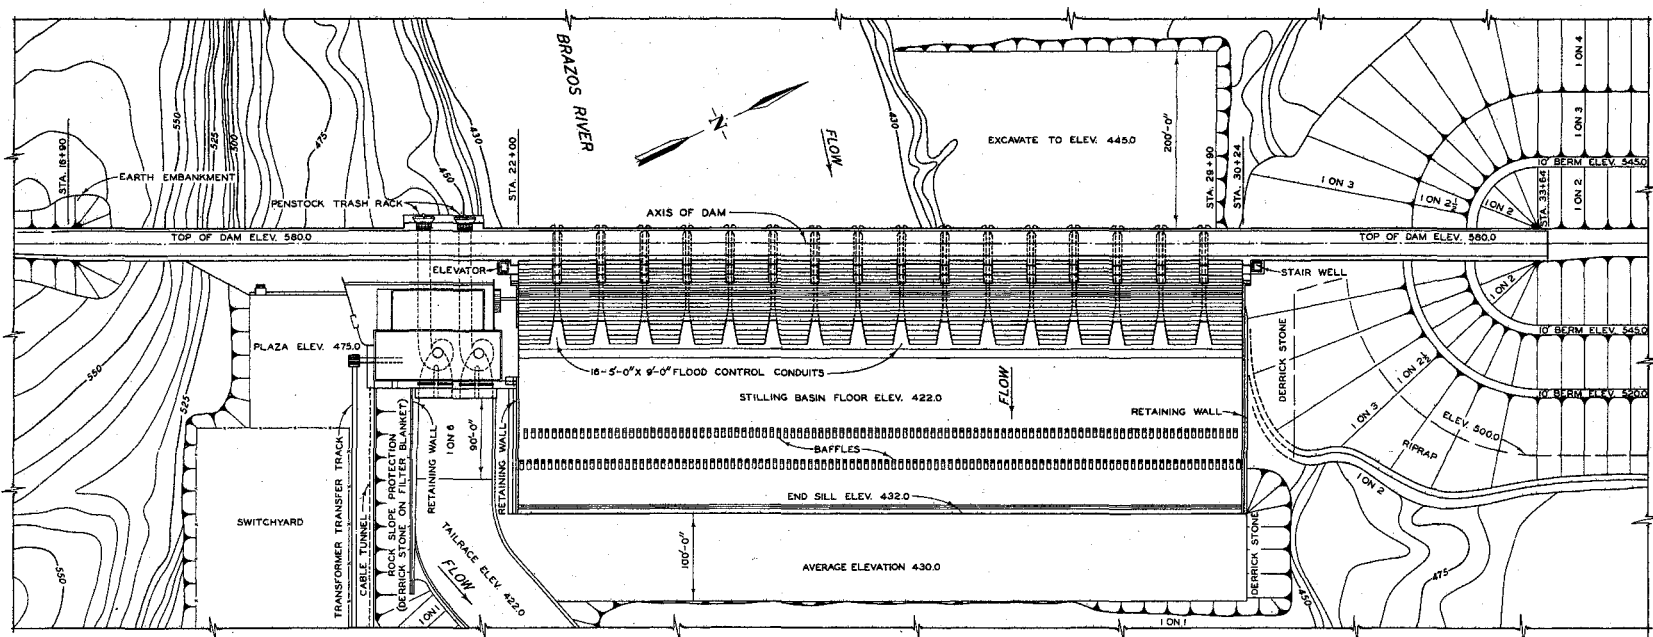 BRAZOS RIVER
N
FLOW
430
EXCAVATE TO ELEV. 445.0
200'-0"
STA. 29+90
STA. 30+24
1 ON 4
1 ON 3
10' BERM ELEV. 545.0
STA. 33+64
1 ON 2
1 ON 3
1 ON 2½
1 ON 2
550
525
500
475
450
430
STA. 16+90
EARTH EMBANKMENT
PENSTOCK TRASH RACK
STA. 22+00
AXIS OF DAM
TOP OF DAM ELEV. 580.0
TOP OF DAM ELEV. 580.0
ELEVATOR
STAIR WELL
1 ON 2
10' BERM ELEV. 545.0
PLAZA ELEV. 475.0
16-5'-0" X 9'-0" FLOOD CONTROL CONDUITS
DERRICK STONE
1 ON 2½
1 ON 3
10' BERM ELEV. 520.0
FLOW
STILLING BASIN FLOOR ELEV. 422.0
RETAINING WALL
ELEV. 500.0
RIPRAP
BAFFLES
550
525
1 ON 6
90'-0"
RETAINING WALL
RETAINING WALL
1 ON 2
END SILL ELEV. 432.0
SWITCHYARD
TRANSFORMER TRANSFER TRACK
CABLE TUNNEL
ROCK SLOPE PROTECTION
(DERRICK STONE ON FILTER BLANKET)
TAILRACE ELEV. 422.0
FLOW
100'-0"
AVERAGE ELEVATION 430.0
DERRICK STONE
475
450
550
1 ON 1
1 ON 1